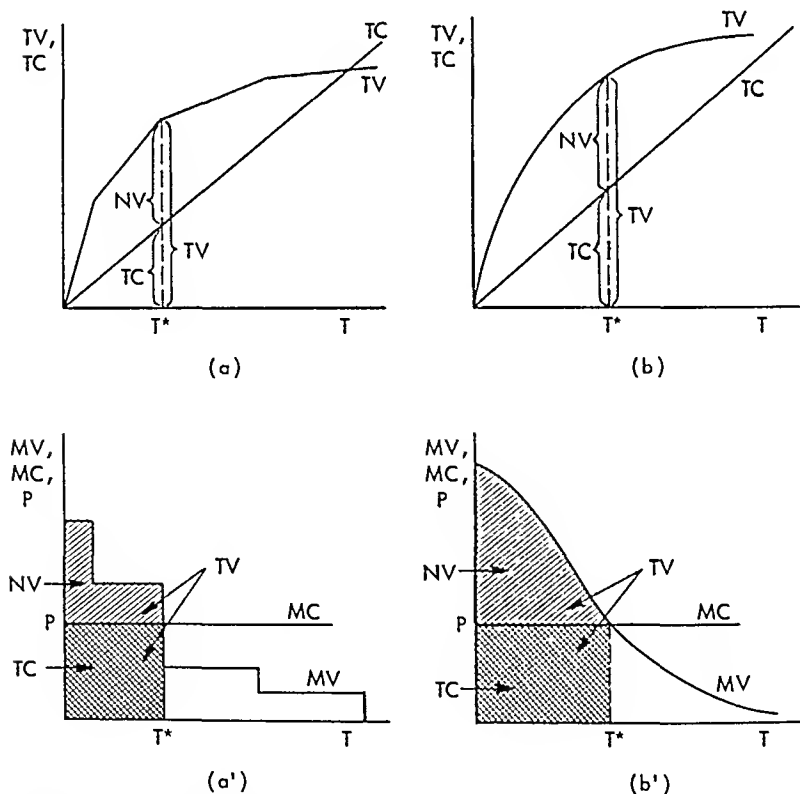 TV,
TC
TC
TV
NV
TC
TV
T*
T
(a)
TV,
TC
TV
TC
NV
TV
TC
T*
T
(b)
MV,
MC,
P
NV
TV
P
MC
TC
MV
T*
T
(a')
MV,
MC,
P
NV
TV
P
MC
TC
MV
T*
T
(b')